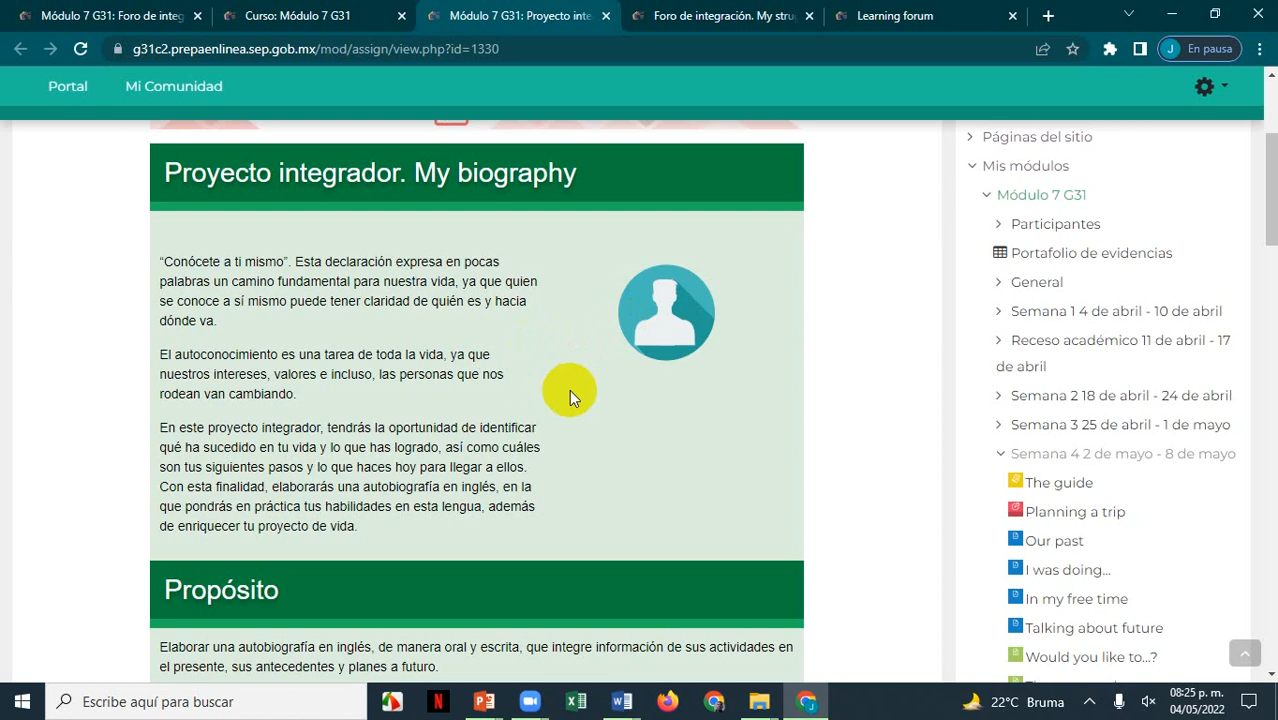 Módulo 7 G31: Foro de integ
Curso: Módulo 7 G31
Módulo 7 G31: Proyecto inte
Foro de integración. My stru
Learning forum
g31c2.prepaenlinea.sep.gob.mx/mod/assign/view.php?id=1330
J
En pausa
Portal
Mi Comunidad
Proyecto integrador. My biography
“Conócete a ti mismo”. Esta declaración expresa en pocas
palabras un camino fundamental para nuestra vida, ya que quien
se conoce a sí mismo puede tener claridad de quién es y hacia
dónde va.
El autoconocimiento es una tarea de toda la vida, ya que
nuestros intereses, valores e incluso, las personas que nos
rodean van cambiando.
En este proyecto integrador, tendrás la oportunidad de identificar
qué ha sucedido en tu vida y lo que has logrado, así como cuáles
son tus siguientes pasos y lo que haces hoy para llegar a ellos.
Con esta finalidad, elaborarás una autobiografía en inglés, en la
que pondrás en práctica tus habilidades en esta lengua, además
de enriquecer tu proyecto de vida.
Propósito
Elaborar una autobiografía en inglés, de manera oral y escrita, que integre información de sus actividades en
el presente, sus antecedentes y planes a futuro.
Páginas del sitio
Mis módulos
Módulo 7 G31
Participantes
Portafolio de evidencias
General
Semana 1 4 de abril - 10 de abril
Receso académico 11 de abril - 17
de abril
Semana 2 18 de abril - 24 de abril
Semana 3 25 de abril - 1 de mayo
Semana 4 2 de mayo - 8 de mayo
The guide
Planning a trip
Our past
I was doing...
In my free time
Talking about future
Would you like to...?
Escribe aquí para buscar
22°C Bruma
08:25 p. m.
04/05/2022